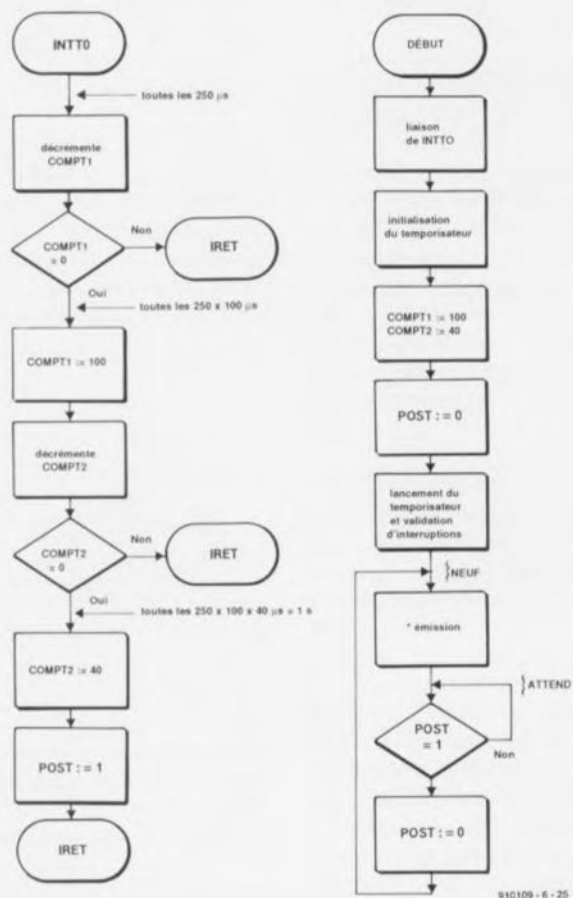 INTT0
toutes les 250 µs
décrémente
COMPT1
COMPT1
= 0
Non
IRET
Oui
toutes les 250 x 100 µs
COMPT1 := 100
décrémente
COMPT2
COMPT2
= 0
Non
IRET
Oui
toutes les 250 x 100 x 40 µs = 1 s
COMPT2 := 40
POST : = 1
IRET
DÉBUT
liaison
de INTTO
initialisation
du temporisateur
COMPT1 := 100
COMPT2 := 40
POST : = 0
lancement du
temporisateur
et validation
d'interruptions
}NEUF
* émission
}ATTEND
POST
= 1
Non
POST : = 0
910109 - 6 - 25